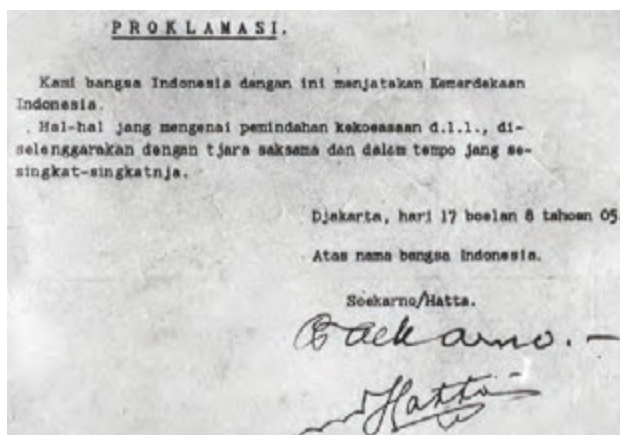 PROKLAMASI.
Kami bangsa Indonesia dengan ini menjatakan Kemerdekaan
Indonesia.
Hal-hal jang mengenai pemindahan kekoeasaan d.l.l., di-
selenggarakan dengan tjara saksama dan dalam tempo jang se-
singkat-singkatnja.
Djakarta, hari 17 boelan 8 tahoen 05
Atas nama bangsa Indonesia.
Soekarno/Hatta.
Soekarno.-
Hatta